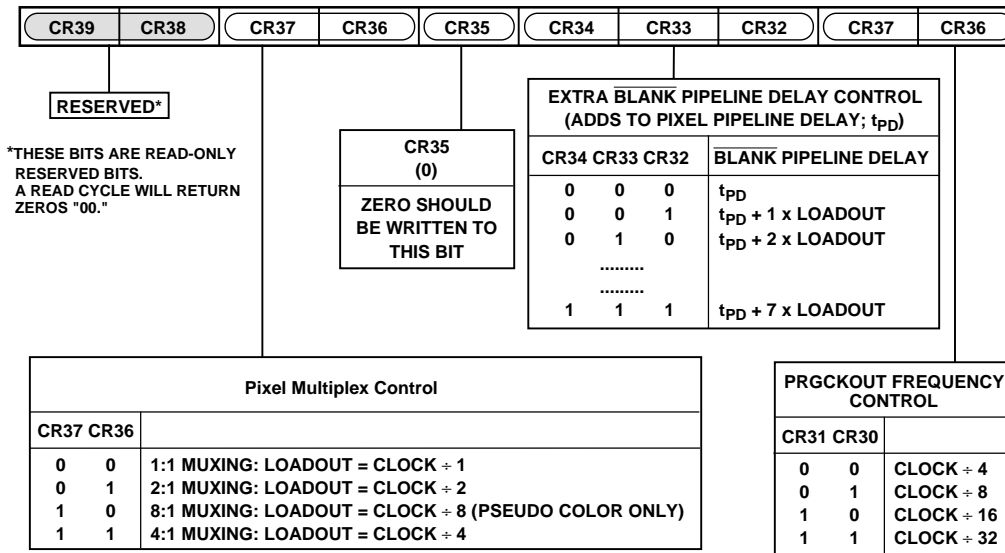 CR39 CR38 CR37 CR36 CR35 CR34 CR33 CR32 CR37 CR36
RESERVED*
*THESE BITS ARE READ-ONLY
RESERVED BITS.
A READ CYCLE WILL RETURN
ZEROS "00."
CR35
(0)
ZERO SHOULD
BE WRITTEN TO
THIS BIT
EXTRA BLANK PIPELINE DELAY CONTROL
(ADDS TO PIXEL PIPELINE DELAY; tPD)
CR34 CR33 CR32 BLANK PIPELINE DELAY
0 0 0 tPD
0 0 1 tPD + 1 x LOADOUT
0 1 0 tPD + 2 x LOADOUT
.........
.........
1 1 1 tPD + 7 x LOADOUT
Pixel Multiplex Control
CR37 CR36
0 0 1:1 MUXING: LOADOUT = CLOCK ÷ 1
0 1 2:1 MUXING: LOADOUT = CLOCK ÷ 2
1 0 8:1 MUXING: LOADOUT = CLOCK ÷ 8 (PSEUDO COLOR ONLY)
1 1 4:1 MUXING: LOADOUT = CLOCK ÷ 4
PRGCKOUT FREQUENCY
CONTROL
CR31 CR30
0 0 CLOCK ÷ 4
0 1 CLOCK ÷ 8
1 0 CLOCK ÷ 16
1 1 CLOCK ÷ 32